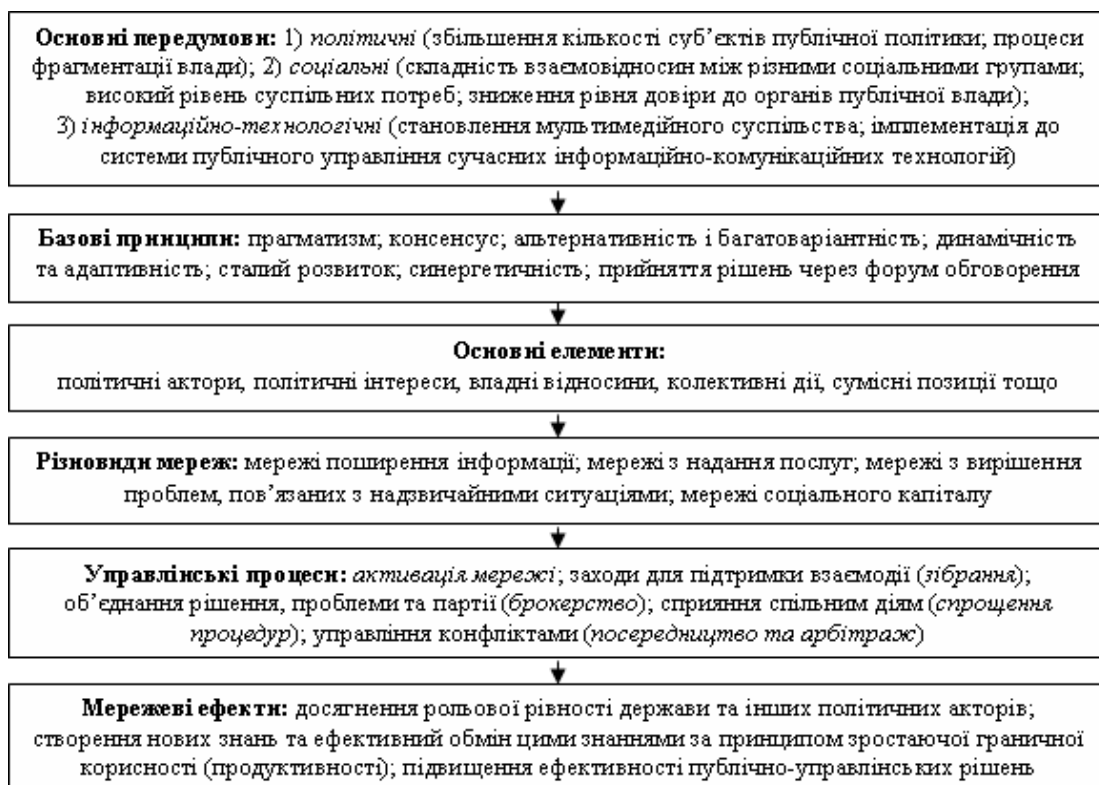 Основні передумови: 1) політичні (збільшення кількості суб’єктів публічної політики; процеси
фрагментації влади); 2) соціальні (складність взаємовідносин між різними соціальними групами;
високий рівень суспільних потреб; зниження рівня довіри до органів публічної влади);
3) інформаційно-технологічні (становлення мультимедійного суспільства; імплементація до
системи публічного управління сучасних інформаційно-комунікаційних технологій)
Базові принципи: прагматизм; консенсус; альтернативність і багатоваріантність; динамічність
та адаптивність; сталий розвиток; синергетичність; прийняття рішень через форум обговорення
Основні елементи:
політичні актори, політичні інтереси, владні відносини, колективні дії, сумісні позиції тощо
Різновиди мереж: мережі поширення інформації; мережі з надання послуг; мережі з вирішення
проблем, пов’язаних з надзвичайними ситуаціями; мережі соціального капіталу
Управлінські процеси: активація мережі; заходи для підтримки взаємодії (зібрання);
об’єднання рішення, проблеми та партії (брокерство); сприяння спільним діям (спрощення
процедур); управління конфліктами (посередництво та арбітраж)
Мережеві ефекти: досягнення рольової рівності держави та інших політичних акторів;
створення нових знань та ефективний обмін цими знаннями за принципом зростаючої граничної
корисності (продуктивності); підвищення ефективності публічно-управлінських рішень